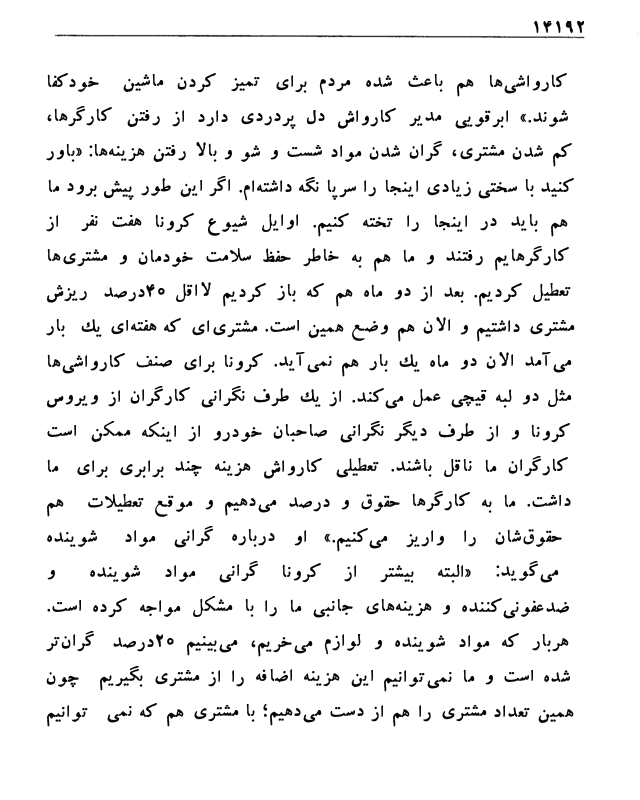 ۱۴۱۹۲
کارواشی‌ها هم باعث شده مردم برای تمیز کردن ماشین خودکفا
شوند.» ابرقویی مدیر کارواش دل پردردی دارد از رفتن کارگرها،
کم شدن مشتری، گران شدن مواد شست و شو و بالا رفتن هزینه‌ها: «باور
کنید با سختی زیادی اینجا را سرپا نگه داشته‌ام. اگر این طور پیش برود ما
هم باید در اینجا را تخته کنیم. اوایل شیوع کرونا هفت نفر از
کارگرهایم رفتند و ما هم به خاطر حفظ سلامت خودمان و مشتری‌ها
تعطیل کردیم. بعد از دو ماه هم که باز کردیم لااقل ۴۰درصد ریزش
مشتری داشتیم و الان هم وضع همین است. مشتری‌ای که هفته‌ای یك بار
می‌آمد الان دو ماه یك بار هم نمی‌آید. کرونا برای صنف کارواشی‌ها
مثل دو لبه قیچی عمل می‌کند. از یك طرف نگرانی کارگران از ویروس
کرونا و از طرف دیگر نگرانی صاحبان خودرو از اینکه ممکن است
کارگران ما ناقل باشند. تعطیلی کارواش هزینه چند برابری برای ما
داشت. ما به کارگرها حقوق و درصد می‌دهیم و موقع تعطیلات هم
حقوق‌شان را واریز می‌کنیم.» او درباره گرانی مواد شوینده
می‌گوید: «البته بیشتر از کرونا گرانی مواد شوینده و
ضدعفونی‌کننده و هزینه‌های جانبی ما را با مشکل مواجه کرده است.
هربار که مواد شوینده و لوازم می‌خریم، می‌بینیم ۲۰درصد گران‌تر
شده است و ما نمی‌توانیم این هزینه اضافه را از مشتری بگیریم چون
همین تعداد مشتری را هم از دست می‌دهیم؛ با مشتری هم که نمی توانیم